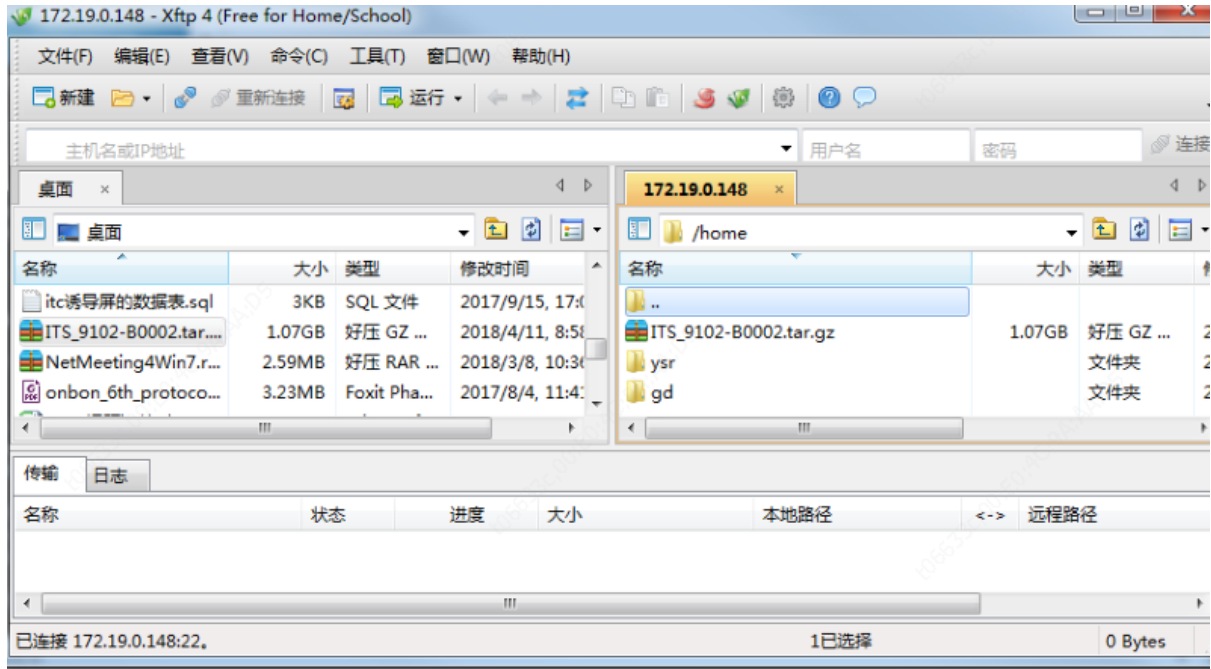 172.19.0.148 - Xftp 4 (Free for Home/School)
文件(F) 编辑(E) 查看(V) 命令(C) 工具(T) 窗口(W) 帮助(H)
新建 重新连接 运行
主机名或IP地址 用户名 密码 连接
桌面 × 172.19.0.148 ×
桌面 /home
名称 大小 类型 修改时间 名称 大小 类型
itc诱导屏的数据表.sql 3KB SQL 文件 2017/9/15, 17:0 ..
ITS_9102-B0002.tar.... 1.07GB 好压 GZ ... 2018/4/11, 8:58 ITS_9102-B0002.tar.gz 1.07GB 好压 GZ ... 2
NetMeeting4Win7.r... 2.59MB 好压 RAR ... 2018/3/8, 10:36 ysr 文件夹 2
onbon_6th_protoco... 3.23MB Foxit Pha... 2017/8/4, 11:41 gd 文件夹 2
传输 日志
名称 状态 进度 大小 本地路径 <-> 远程路径
已连接 172.19.0.148:22。 1已选择 0 Bytes